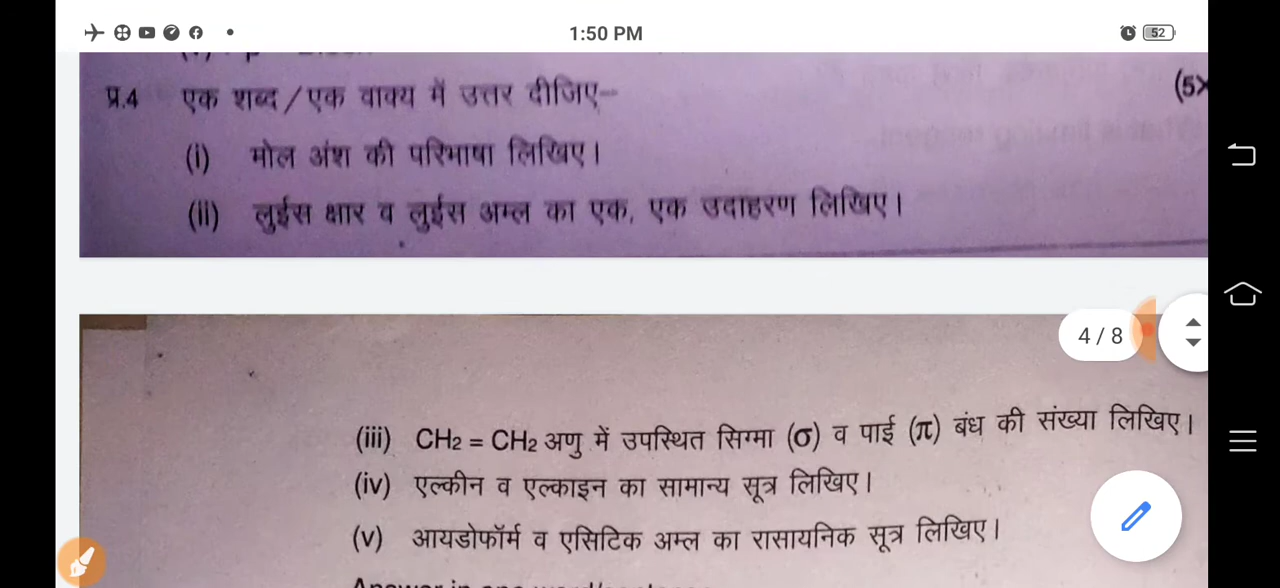 1:50 PM
52
प्र.4 एक शब्द / एक वाक्य में उत्तर दीजिए– (5×
(i) मोल अंश की परिभाषा लिखिए।
(ii) लुईस क्षार व लुईस अम्ल का एक, एक उदाहरण लिखिए।
4 / 8
(iii) CH2 = CH2 अणु में उपस्थित सिग्मा (σ) व पाई (π) बंध की संख्या लिखिए।
(iv) एल्कीन व एल्काइन का सामान्य सूत्र लिखिए।
(v) आयडोफॉर्म व एसिटिक अम्ल का रासायनिक सूत्र लिखिए।